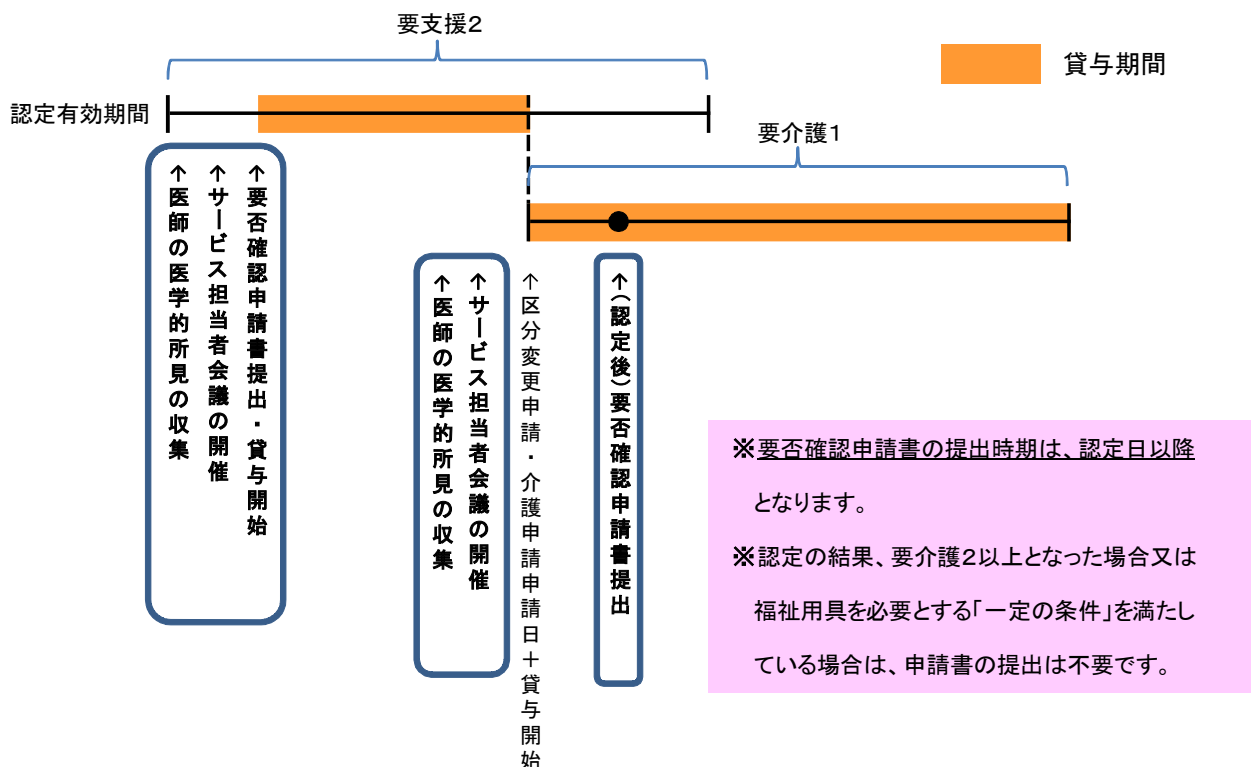 要支援2
貸与期間
認定有効期間
要介護1
↑医師の医学的所見の収集
↑サービス担当者会議の開催
↑要否確認申請書提出・貸与開始
↑医師の医学的所見の収集
↑サービス担当者会議の開催
↑区分変更申請・介護申請申請日＋貸与開始
↑(認定後)要否確認申請書提出
※要否確認申請書の提出時期は、認定日以降
となります。
※認定の結果、要介護2以上となった場合又は
福祉用具を必要とする「一定の条件」を満たし
ている場合は、申請書の提出は不要です。